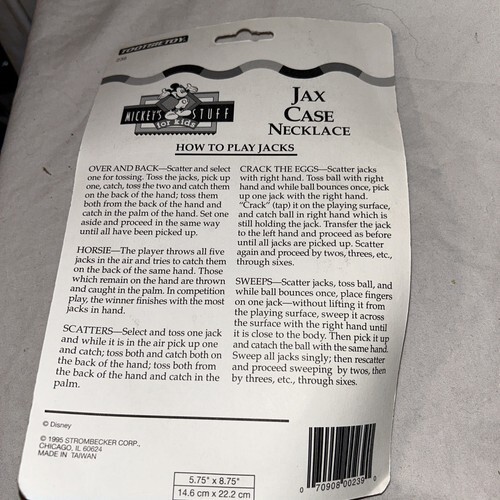 TOOTSIETOY
239
MICKEY'S STUFF
for kids
JAX
CASE
NECKLACE
HOW TO PLAY JACKS
OVER AND BACK—Scatter and select
one for tossing. Toss the jacks, pick up
one, catch, toss the two and catch them
on the back of the hand; toss them
both from the back of the hand and
catch in the palm of the hand. Set one
aside and proceed in the same way
until all have been picked up.
HORSIE—The player throws all five
jacks in the air and tries to catch them
on the back of the same hand. Those
which remain on the hand are thrown
and caught in the palm. In competition
play, the winner finishes with the most
jacks in hand.
SCATTERS—Select and toss one jack
and while it is in the air pick up one
and catch; toss both and catch both on
the back of the hand; toss both from
the back of the hand and catch in the
palm.
CRACK THE EGGS—Scatter jacks
with right hand. Toss ball with right
hand and while ball bounces once, pick
up one jack with the right hand.
"Crack" (tap) it on the playing surface,
and catch ball in right hand which is
still holding the jack. Transfer the jack
to the left hand and proceed as before
until all jacks are picked up. Scatter
again and proceed by twos, threes, etc.,
through sixes.
SWEEPS—Scatter jacks, toss ball, and
while ball bounces once, place fingers
on one jack—without lifting it from
the playing surface, sweep it across
the surface with the right hand until
it is close to the body. Then pick it up
and catach the ball with the same hand.
Sweep all jacks singly; then rescatter
and proceed sweeping by twos, then
by threes, etc., through sixes.
© Disney
© 1995 STROMBECKER CORP.,
CHICAGO, IL 60624
MADE IN TAIWAN
5.75" x 8.75"
14.6 cm x 22.2 cm
0 70908 00239 0